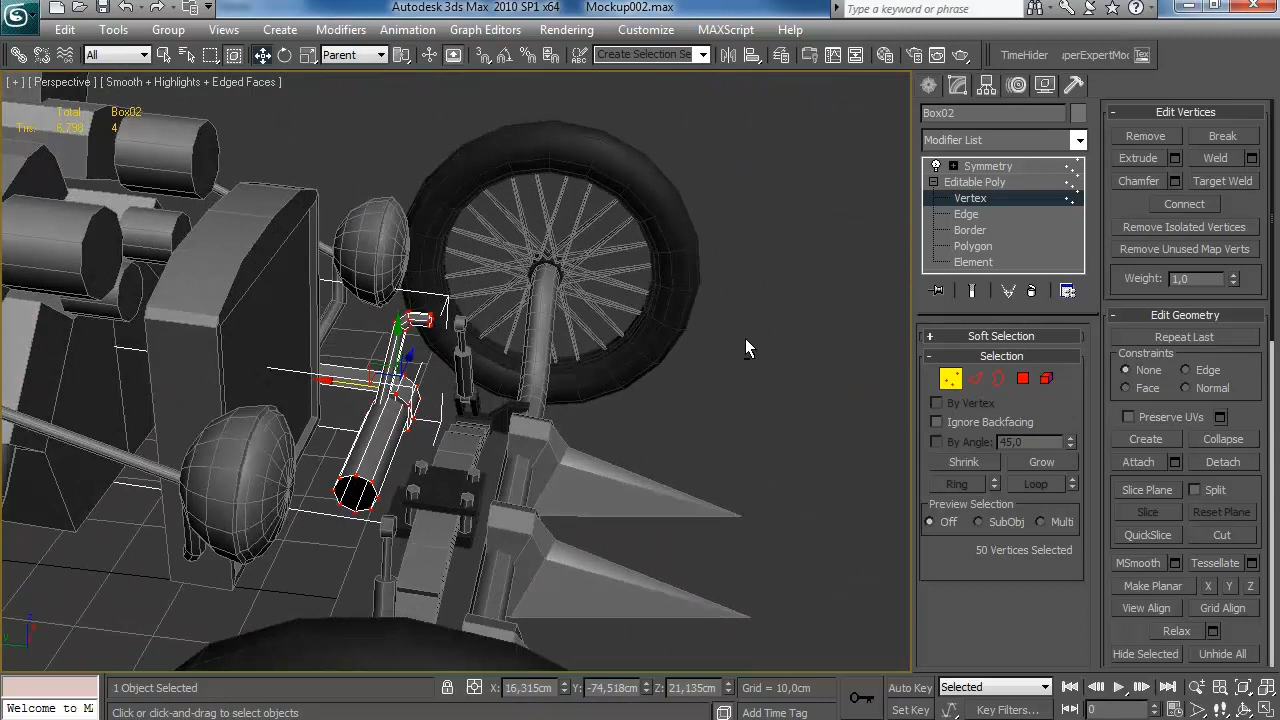 Autodesk 3ds Max 2010 SP1 x64 Mockup002.max
Type a keyword or phrase
Edit Tools Group Views Create Modifiers Animation Graph Editors Rendering Customize MAXScript Help
All
Parent
Create Selection Se
TimeHider
perExpertMo
Tex
[ + ] [ Perspective ] [ Smooth + Highlights + Edged Faces ]
Total Box02
6,798 4
Box02
Modifier List
Symmetry
Editable Poly
Vertex
Edge
Border
Polygon
Element
Soft Selection
Selection
By Vertex
Ignore Backfacing
By Angle: 45,0
Shrink Grow
Ring Loop
Preview Selection
Off SubObj Multi
50 Vertices Selected
Edit Vertices
Remove Break
Extrude Weld
Chamfer Target Weld
Connect
Remove Isolated Vertices
Remove Unused Map Verts
Weight: 1,0
Edit Geometry
Repeat Last
Constraints
None Edge
Face Normal
Preserve UVs
Create Collapse
Attach Detach
Slice Plane Split
Slice Reset Plane
QuickSlice Cut
MSmooth Tessellate
Make Planar X Y Z
View Align Grid Align
Relax
Hide Selected Unhide All
1 Object Selected
X: 16,315cm Y: -74,518cm Z: 21,135cm
Grid = 10,0cm
Auto Key Selected
Welcome to M
Click or click-and-drag to select objects
Add Time Tag
Set Key Key Filters... 0